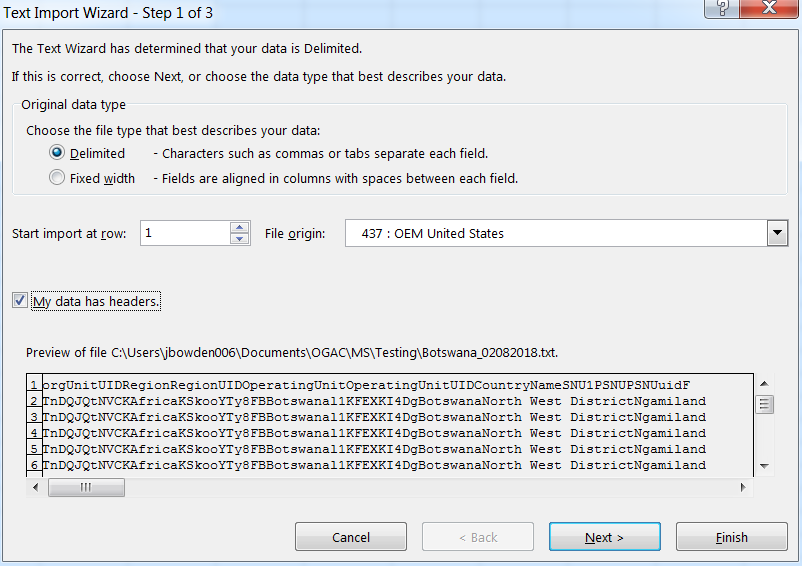 Text Import Wizard - Step 1 of 3
The Text Wizard has determined that your data is Delimited.
If this is correct, choose Next, or choose the data type that best describes your data.
Original data type
Choose the file type that best describes your data:
Delimited - Characters such as commas or tabs separate each field.
Fixed width - Fields are aligned in columns with spaces between each field.
Start import at row: 1 File origin: 437 : OEM United States
My data has headers.
Preview of file C:\Users\jbowden006\Documents\OGAC\MS\Testing\Botswana_02082018.txt.
1 orgUnitUIDRegionRegionUIDOperatingUnitOperatingUnitUIDCountryNameSNU1PSNUPSNUuidF
2 TnDQJQtNVCKAfricaKSkooYTy8FBBotswanal1KFEXKI4DgBotswanaNorth West DistrictNgamiland
3 TnDQJQtNVCKAfricaKSkooYTy8FBBotswanal1KFEXKI4DgBotswanaNorth West DistrictNgamiland
4 TnDQJQtNVCKAfricaKSkooYTy8FBBotswanal1KFEXKI4DgBotswanaNorth West DistrictNgamiland
5 TnDQJQtNVCKAfricaKSkooYTy8FBBotswanal1KFEXKI4DgBotswanaNorth West DistrictNgamiland
6 TnDQJQtNVCKAfricaKSkooYTy8FBBotswanal1KFEXKI4DgBotswanaNorth West DistrictNgamiland
Cancel < Back Next > Finish